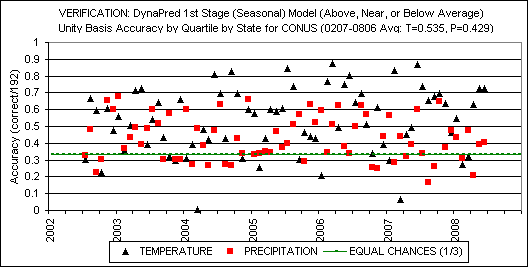 VERIFICATION: DynaPred 1st Stage (Seasonal) Model (Above, Near, or Below Average)
Unity Basis Accuracy by Quartile by State for CONUS (0207-0806 Avg: T=0.535, P=0.429)
Accuracy (correct/192)
1
0.9
0.8
0.7
0.6
0.5
0.4
0.3
0.2
0.1
0
2002 2003 2004 2005 2006 2007 2008
TEMPERATURE PRECIPITATION EQUAL CHANCES (1/3)